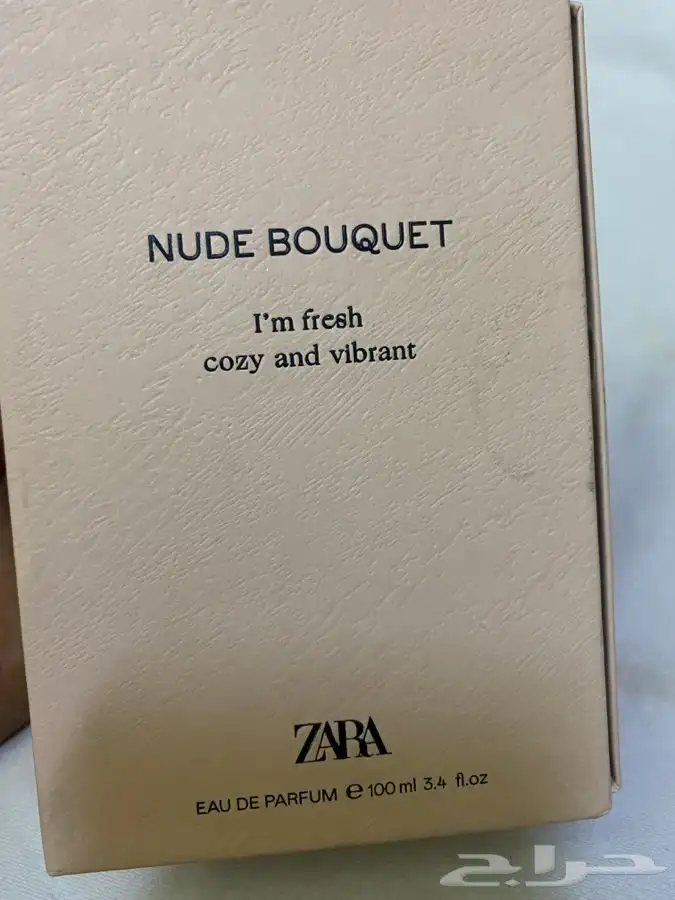 NUDE BOUQUET
I'm fresh
cozy and vibrant
ZARA
EAU DE PARFUM e 100 ml 3.4 fl.oz
حراج